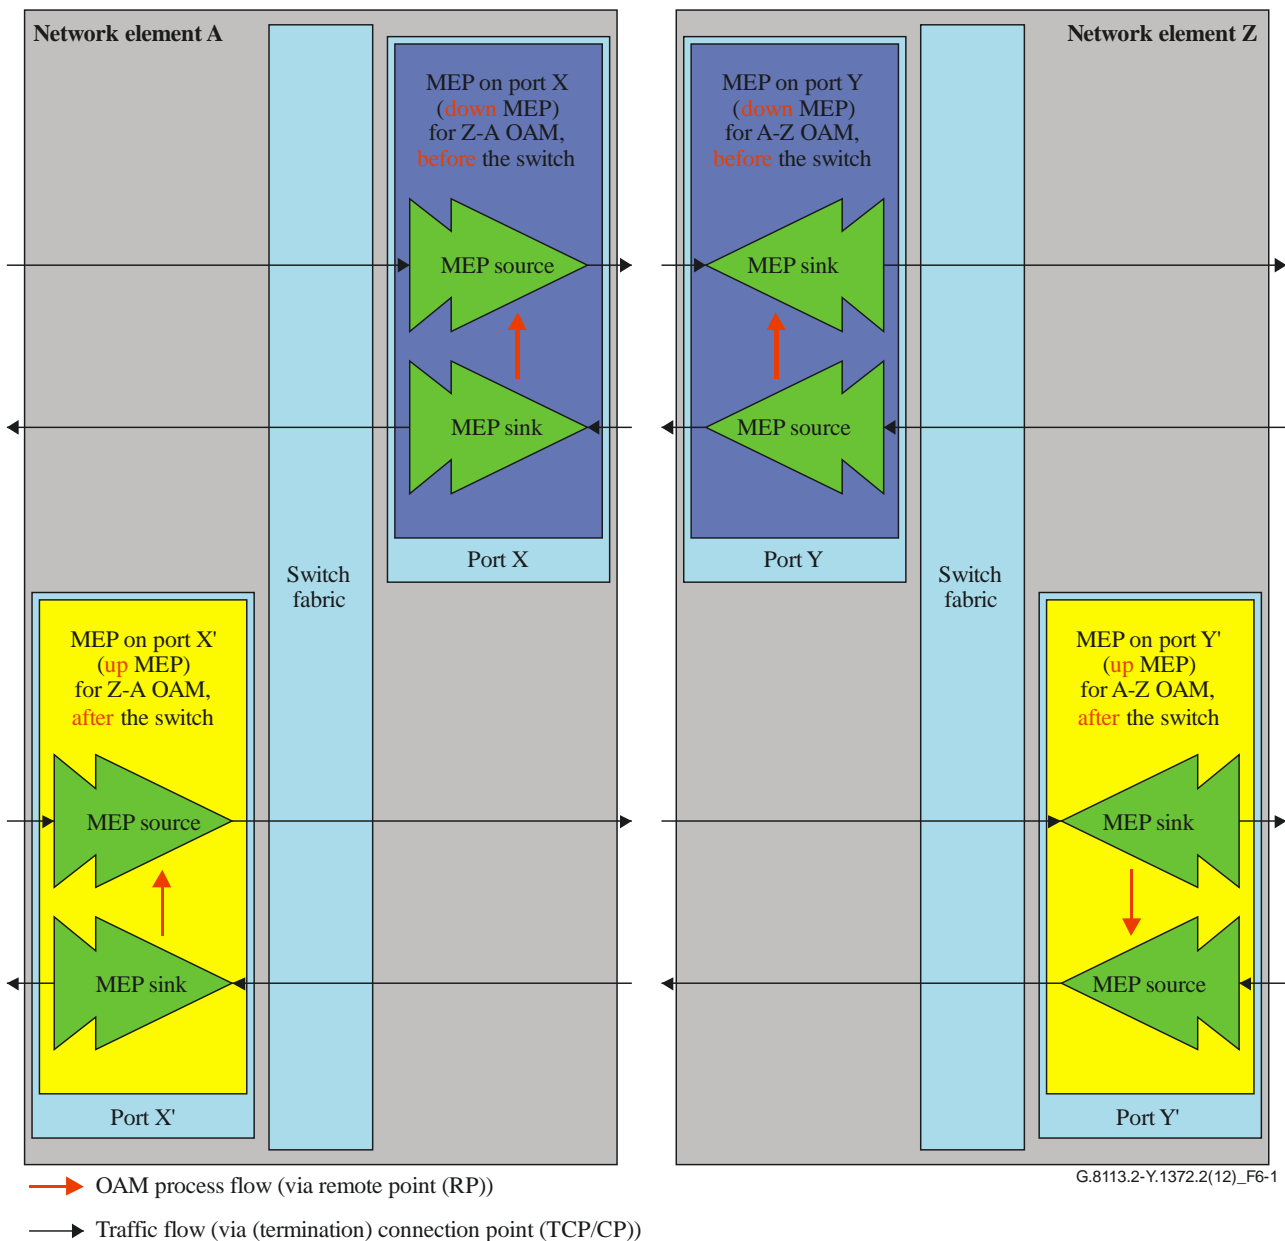 Network element A
Network element Z
MEP on port X
(down MEP)
for Z-A OAM,
before the switch
MEP source
MEP sink
Port X
MEP on port Y
(down MEP)
for A-Z OAM,
before the switch
MEP sink
MEP source
Port Y
Switch
fabric
Switch
fabric
MEP on port X'
(up MEP)
for Z-A OAM,
after the switch
MEP source
MEP sink
Port X'
MEP on port Y'
(up MEP)
for A-Z OAM,
after the switch
MEP sink
MEP source
Port Y'
G.8113.2-Y.1372.2(12)_F6-1
OAM process flow (via remote point (RP))
Traffic flow (via (termination) connection point (TCP/CP))